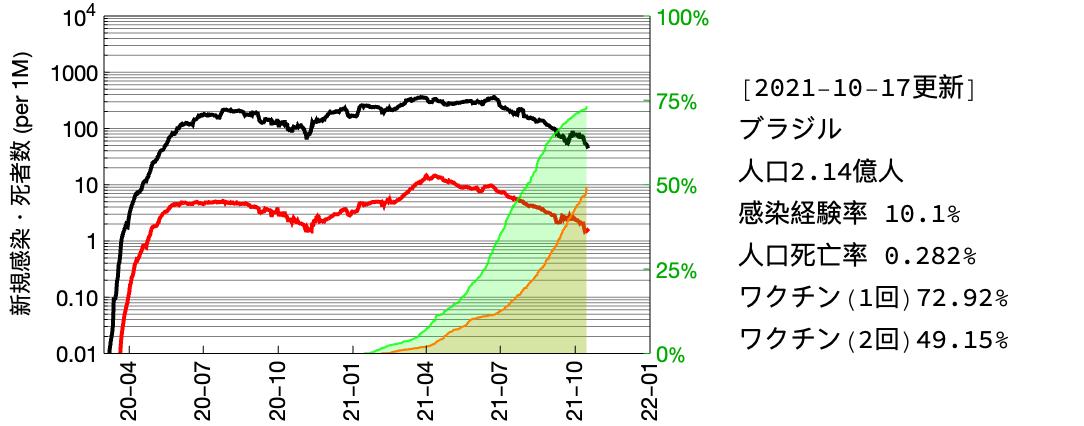 新規感染・死者数 (per 1M)
10⁴
1000
100
10
1
0.10
0.01
100%
75%
50%
25%
0%
20-04
20-07
20-10
21-01
21-04
21-07
21-10
22-01
[2021-10-17更新]
ブラジル
人口2.14億人
感染経験率 10.1%
人口死亡率 0.282%
ワクチン(1回)72.92%
ワクチン(2回)49.15%